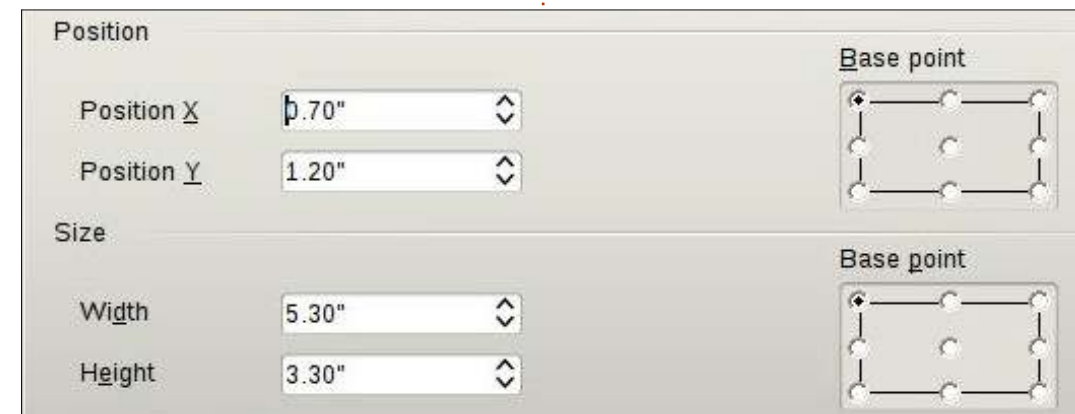 Position
Base point
Position X 0.70"
Position Y 1.20"
Size
Base point
Width 5.30"
Height 3.30"